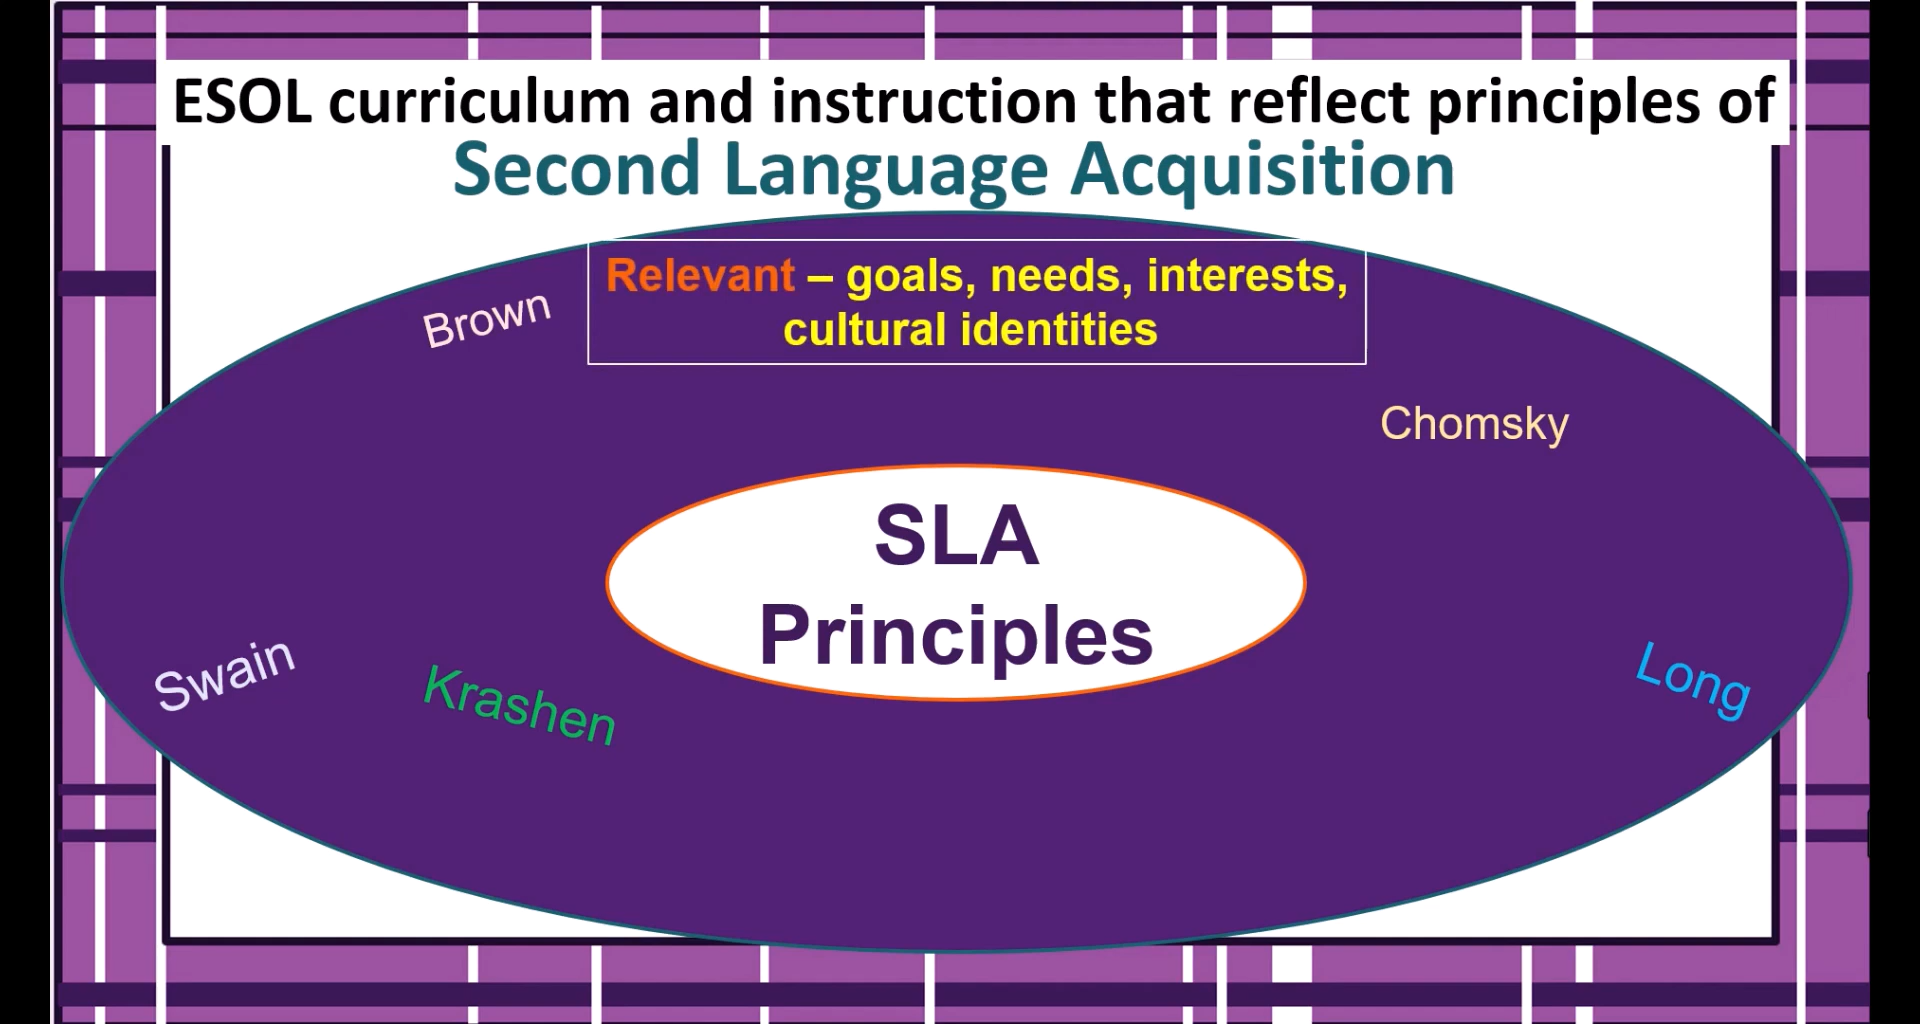 ESOL curriculum and instruction that reflect principles of
Second Language Acquisition
Relevant – goals, needs, interests,
cultural identities
Brown
Chomsky
SLA
Principles
Swain
Krashen
Long